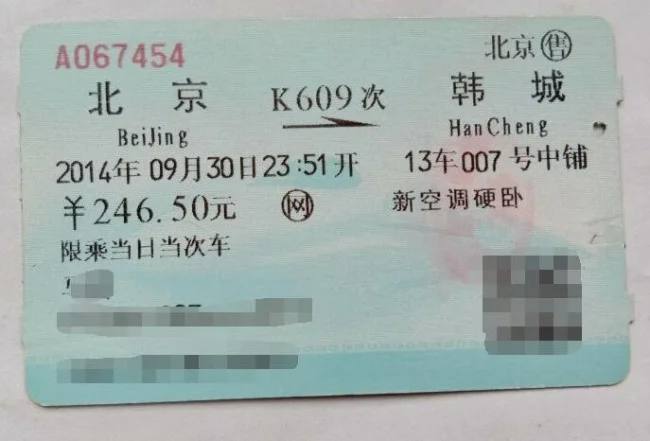 A067454 北京 售
北京 K609次 韩城
BeiJing HanCheng
2014年09月30日23:51开 13车007号中铺
￥246.50元 网 新空调硬卧
限乘当日当次车